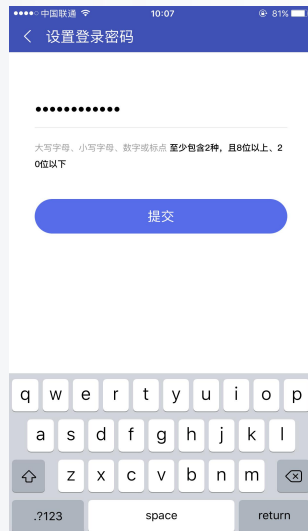 中国联通 10:07 81%
设置登录密码
••••••••••••
大写字母、小写字母、数字或标点 至少包含2种，且8位以上、2
0位以下
提交
q w e r t y u i o p
a s d f g h j k l
z x c v b n m
.?123 space return